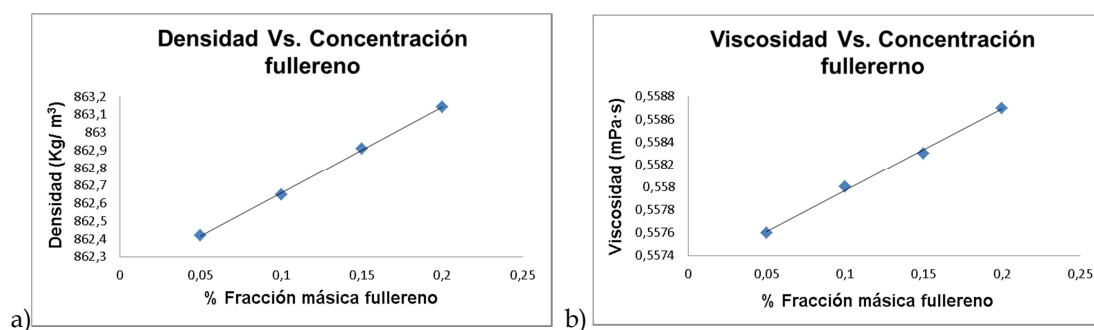 Densidad Vs. Concentración
fullereno
Densidad (Kg/ m³)
863,2
863,1
863
862,9
862,8
862,7
862,6
862,5
862,4
862,3
0 0,05 0,1 0,15 0,2 0,25
% Fracción másica fullereno
a)
Viscosidad Vs. Concentración
fullererno
Viscosidad (mPa·s)
0,5588
0,5586
0,5584
0,5582
0,558
0,5578
0,5576
0,5574
0 0,05 0,1 0,15 0,2 0,25
% Fracción másica fullereno
b)